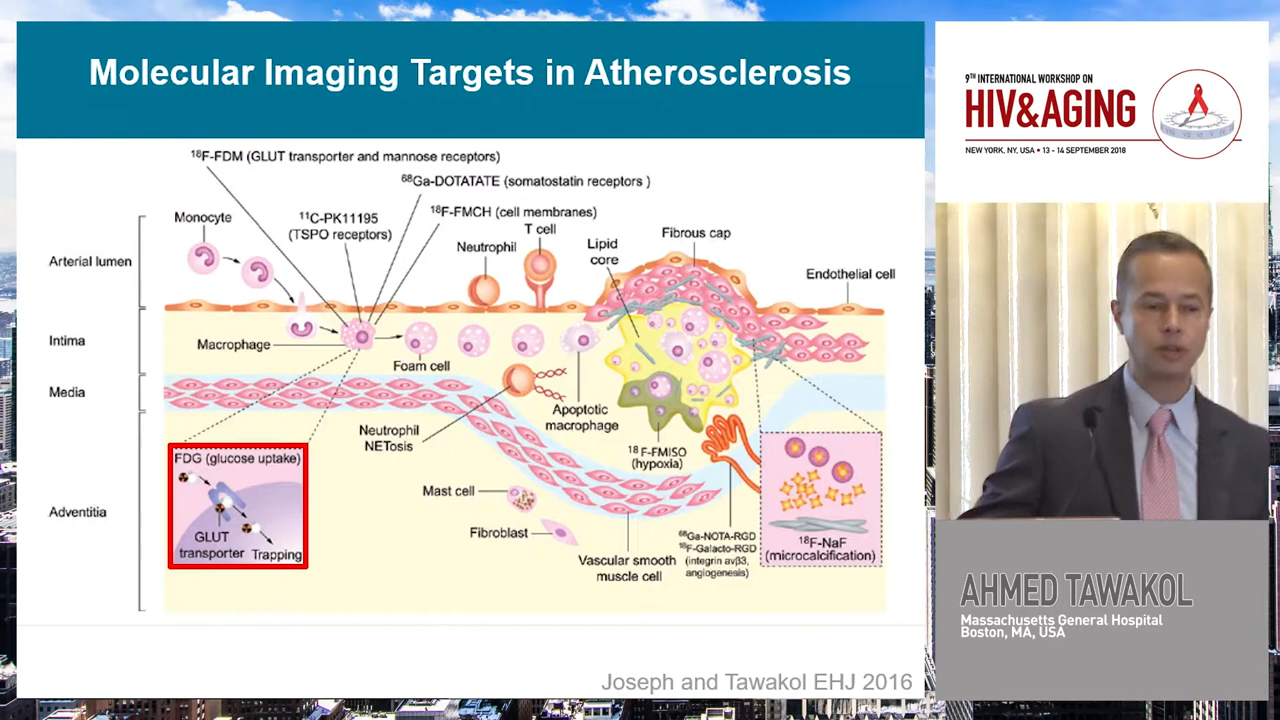 Molecular Imaging Targets in Atherosclerosis
18F-FDM (GLUT transporter and mannose receptors)
68Ga-DOTATATE (somatostatin receptors )
18F-FMCH (cell membranes)
Monocyte
11C-PK11195
(TSPO receptors)
Neutrophil
T cell
Lipid
core
Fibrous cap
Arterial lumen
Endothelial cell
Intima
Macrophage
Foam cell
Media
Apoptotic
macrophage
Neutrophil
NETosis
18F-FMISO
(hypoxia)
FDG (glucose uptake)
GLUT
transporter
Trapping
Adventitia
Mast cell
Fibroblast
Vascular smooth
muscle cell
68Ga-NOTA-RGD
18F-Galacto-RGD
(integrin avβ3,
angiogenesis)
18F-NaF
(microcalcification)
Joseph and Tawakol EHJ 2016
9TH INTERNATIONAL WORKSHOP ON
HIV&AGING
NEW YORK, NY, USA • 13 - 14 SEPTEMBER 2018
AHMED TAWAKOL
Massachusetts General Hospital
Boston, MA, USA